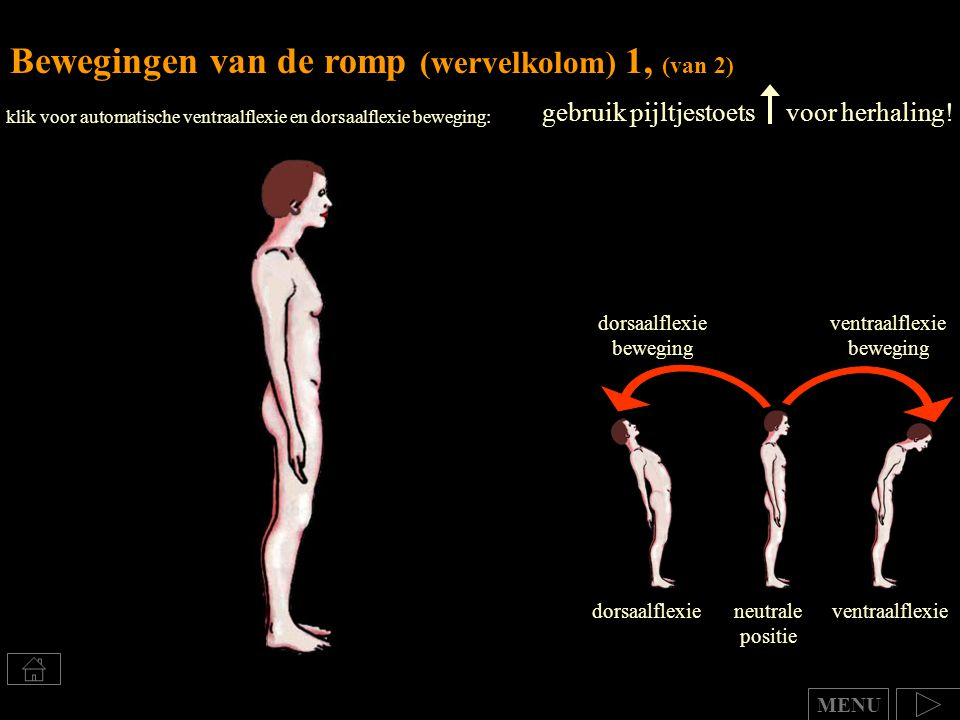 Bewegingen van de romp (wervelkolom) 1, (van 2)
klik voor automatische ventraalflexie en dorsaalflexie beweging:
gebruik pijltjestoets voor herhaling!
dorsaalflexie
beweging
ventraalflexie
beweging
dorsaalflexie
neutrale
positie
ventraalflexie
MENU